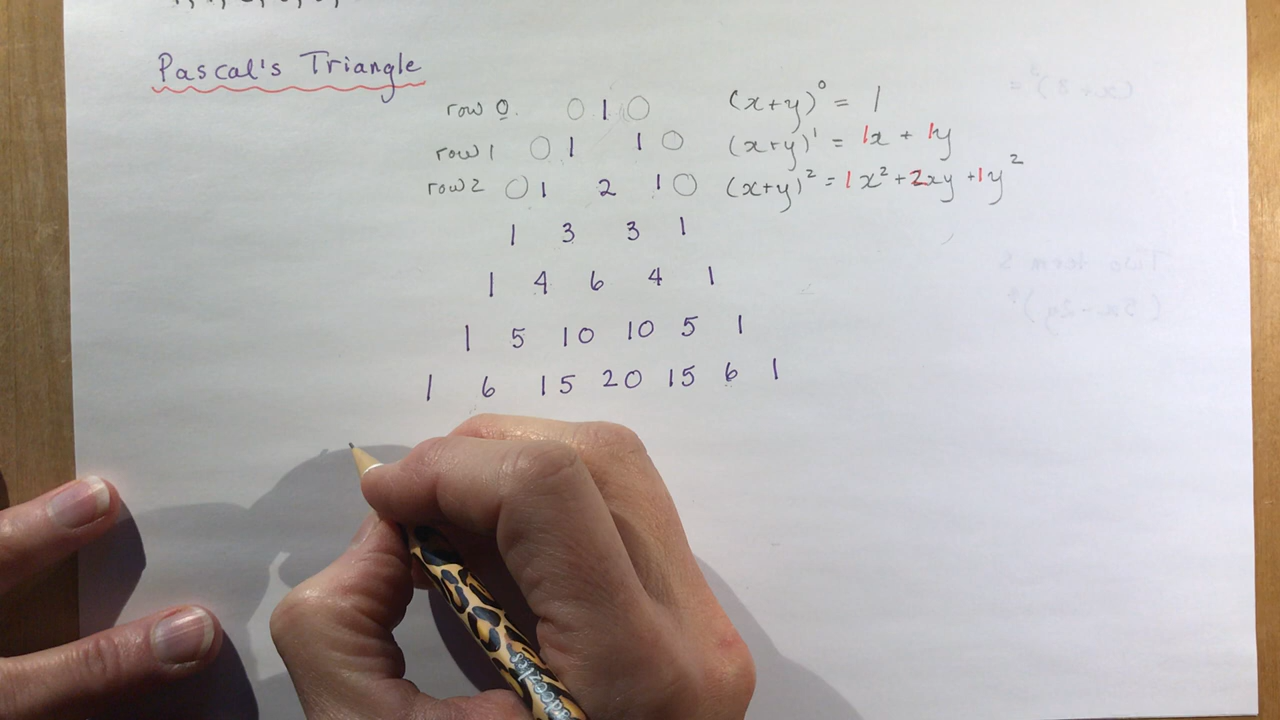 Pascal's Triangle
row 0 0 1 0 (x+y)⁰ = 1
row 1 0 1 1 0 (x+y)¹ = 1x + 1y
row 2 0 1 2 1 0 (x+y)² = 1x² + 2xy + 1y²
1 3 3 1
1 4 6 4 1
1 5 10 10 5 1
1 6 15 20 15 6 1